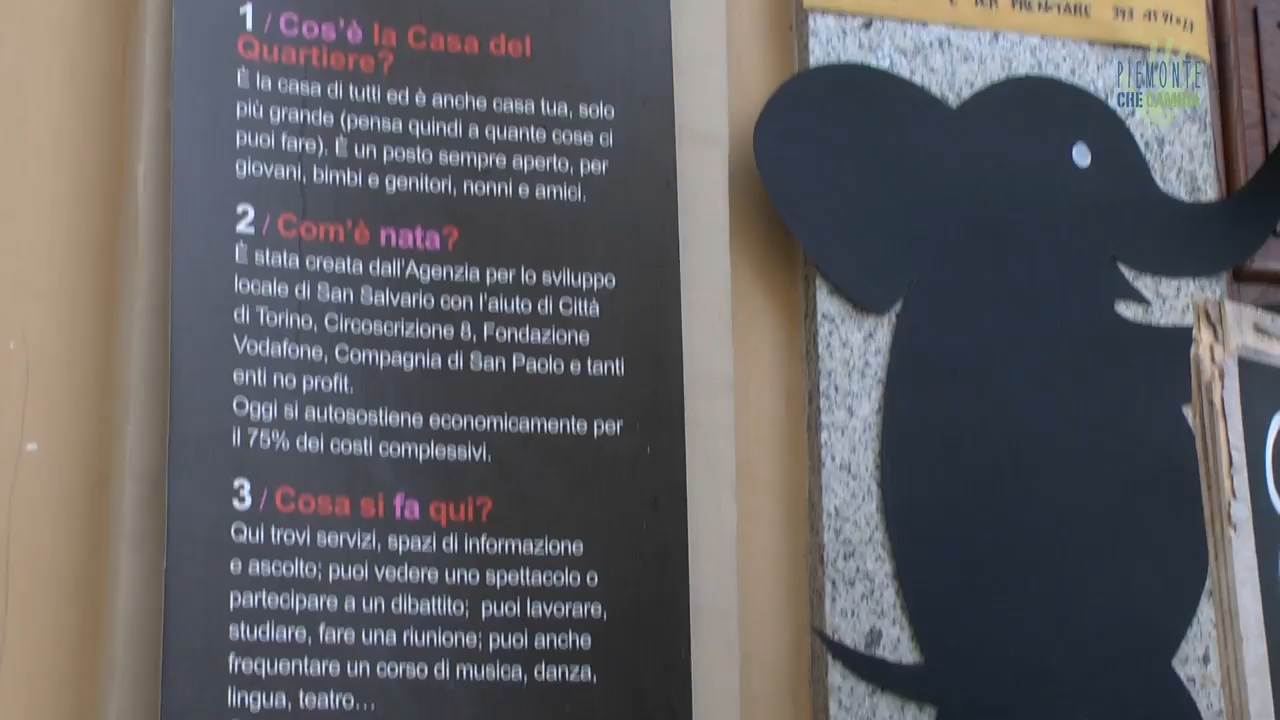 1 / Cos'è la Casa del
Quartiere?
È la casa di tutti ed è anche casa tua, solo
più grande (pensa quindi a quante cose ci
puoi fare). È un posto sempre aperto, per
giovani, bimbi e genitori, nonni e amici.
2 / Com'è nata?
È stata creata dall'Agenzia per lo sviluppo
locale di San Salvario con l'aiuto di Città
di Torino, Circoscrizione 8, Fondazione
Vodafone, Compagnia di San Paolo e tanti
enti no profit.
Oggi si autosostiene economicamente per
il 75% dei costi complessivi.
3 / Cosa si fa qui?
Qui trovi servizi, spazi di informazione
e ascolto; puoi vedere uno spettacolo o
partecipare a un dibattito; puoi lavorare,
studiare, fare una riunione; puoi anche
frequentare un corso di musica, danza,
lingua, teatro...
PER PRENOTARE 393
PIEMONTE
CHE CAMBIA